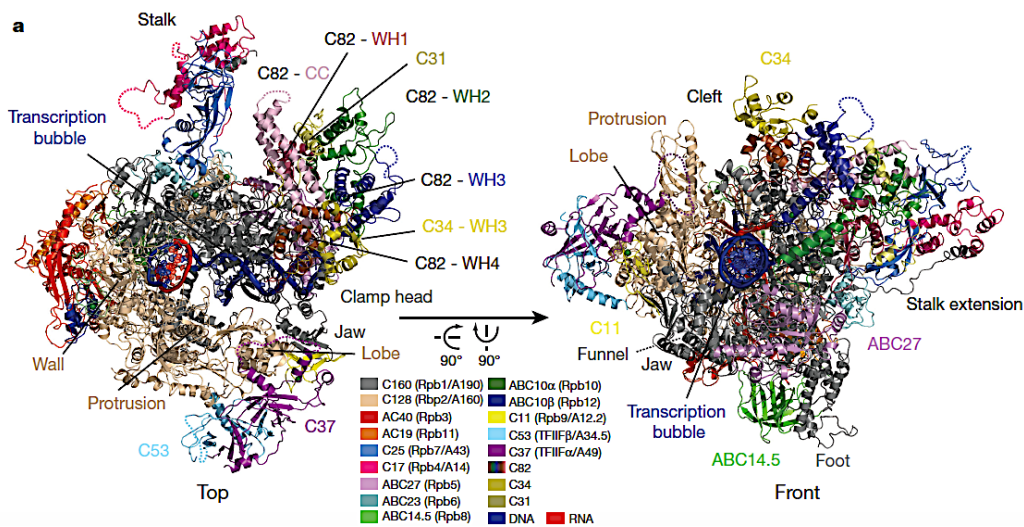 a
Stalk
C82 - WH1
C31
C82 - CC
C82 - WH2
Transcription
bubble
C82 - WH3
C34 - WH3
C82 - WH4
Clamp head
Jaw
Lobe
Wall
Protrusion
C37
C53
Top
90°
90°
C34
Cleft
Protrusion
Lobe
Stalk extension
C11
ABC27
Funnel
Jaw
Transcription
bubble
ABC14.5
Foot
Front
C160 (Rpb1/A190)
C128 (Rpb2/A160)
AC40 (Rpb3)
AC19 (Rpb11)
C25 (Rpb7/A43)
C17 (Rpb4/A14)
ABC27 (Rpb5)
ABC23 (Rpb6)
ABC14.5 (Rpb8)
ABC10α (Rpb10)
ABC10β (Rpb12)
C11 (Rpb9/A12.2)
C53 (TFIIFβ/A34.5)
C37 (TFIIFα/A49)
C82
C34
C31
DNA
RNA